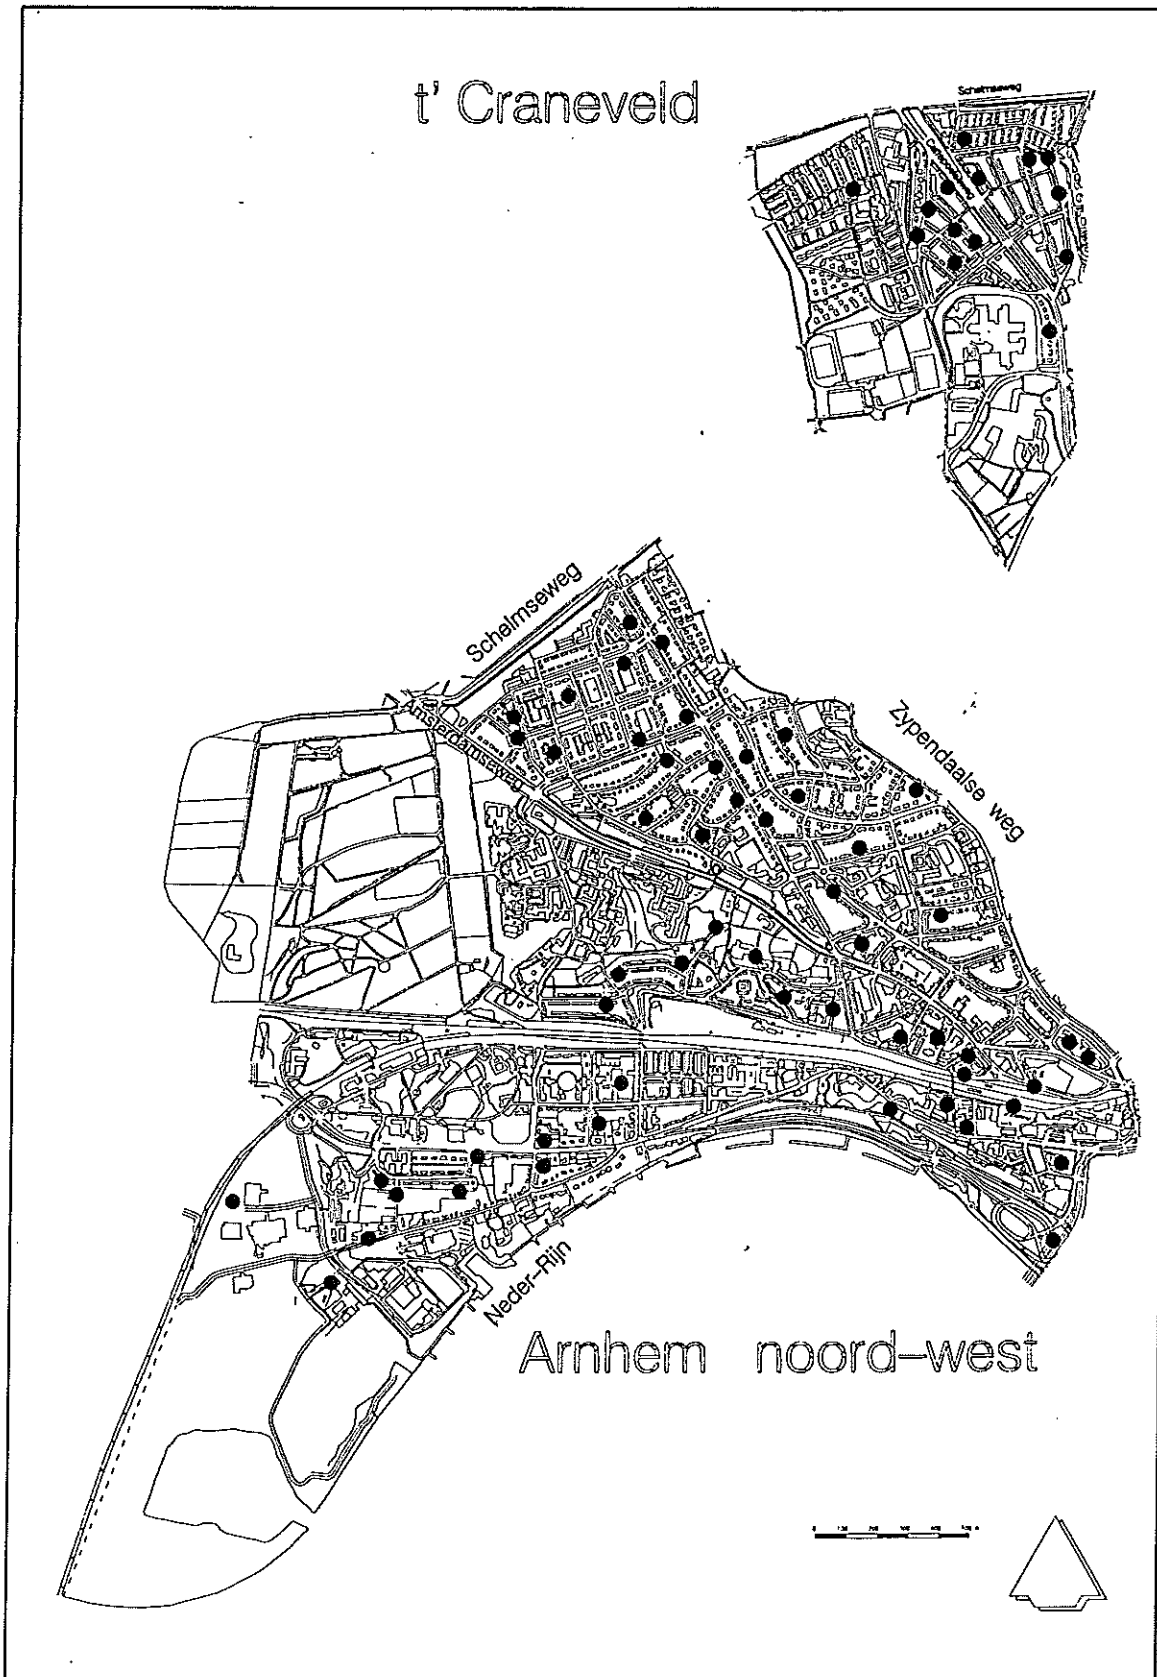 t' Craneveld
Schelmseweg
Schelmseweg
Amsterdamseweg
Zypendaalse weg
Neder-Rijn
Arnhem noord-west